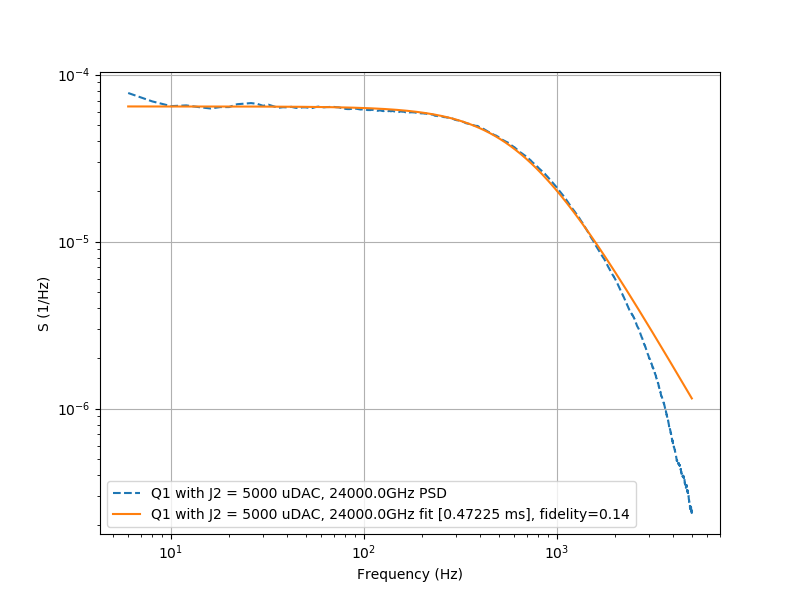 10⁻⁴
10⁻⁵
10⁻⁶
S (1/Hz)
Q1 with J2 = 5000 uDAC, 24000.0GHz PSD
Q1 with J2 = 5000 uDAC, 24000.0GHz fit [0.47225 ms], fidelity=0.14
10¹ 10² 10³
Frequency (Hz)